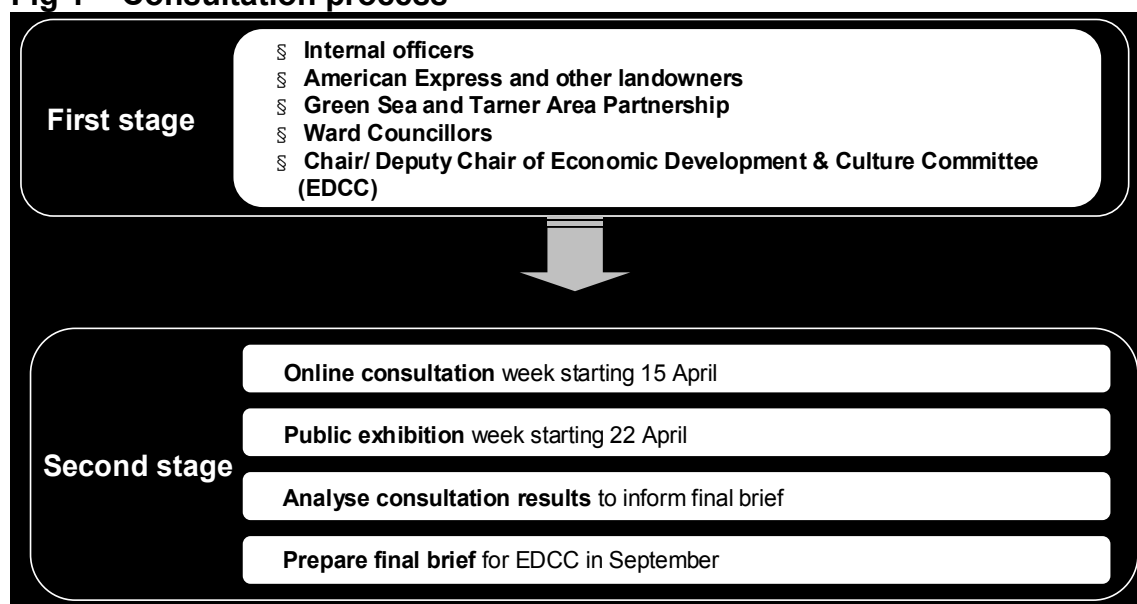 Fig 1 – Consultation process
First stage
§ Internal officers
§ American Express and other landowners
§ Green Sea and Tarner Area Partnership
§ Ward Councillors
§ Chair/ Deputy Chair of Economic Development & Culture Committee
(EDCC)
Second stage
Online consultation week starting 15 April
Public exhibition week starting 22 April
Analyse consultation results to inform final brief
Prepare final brief for EDCC in September